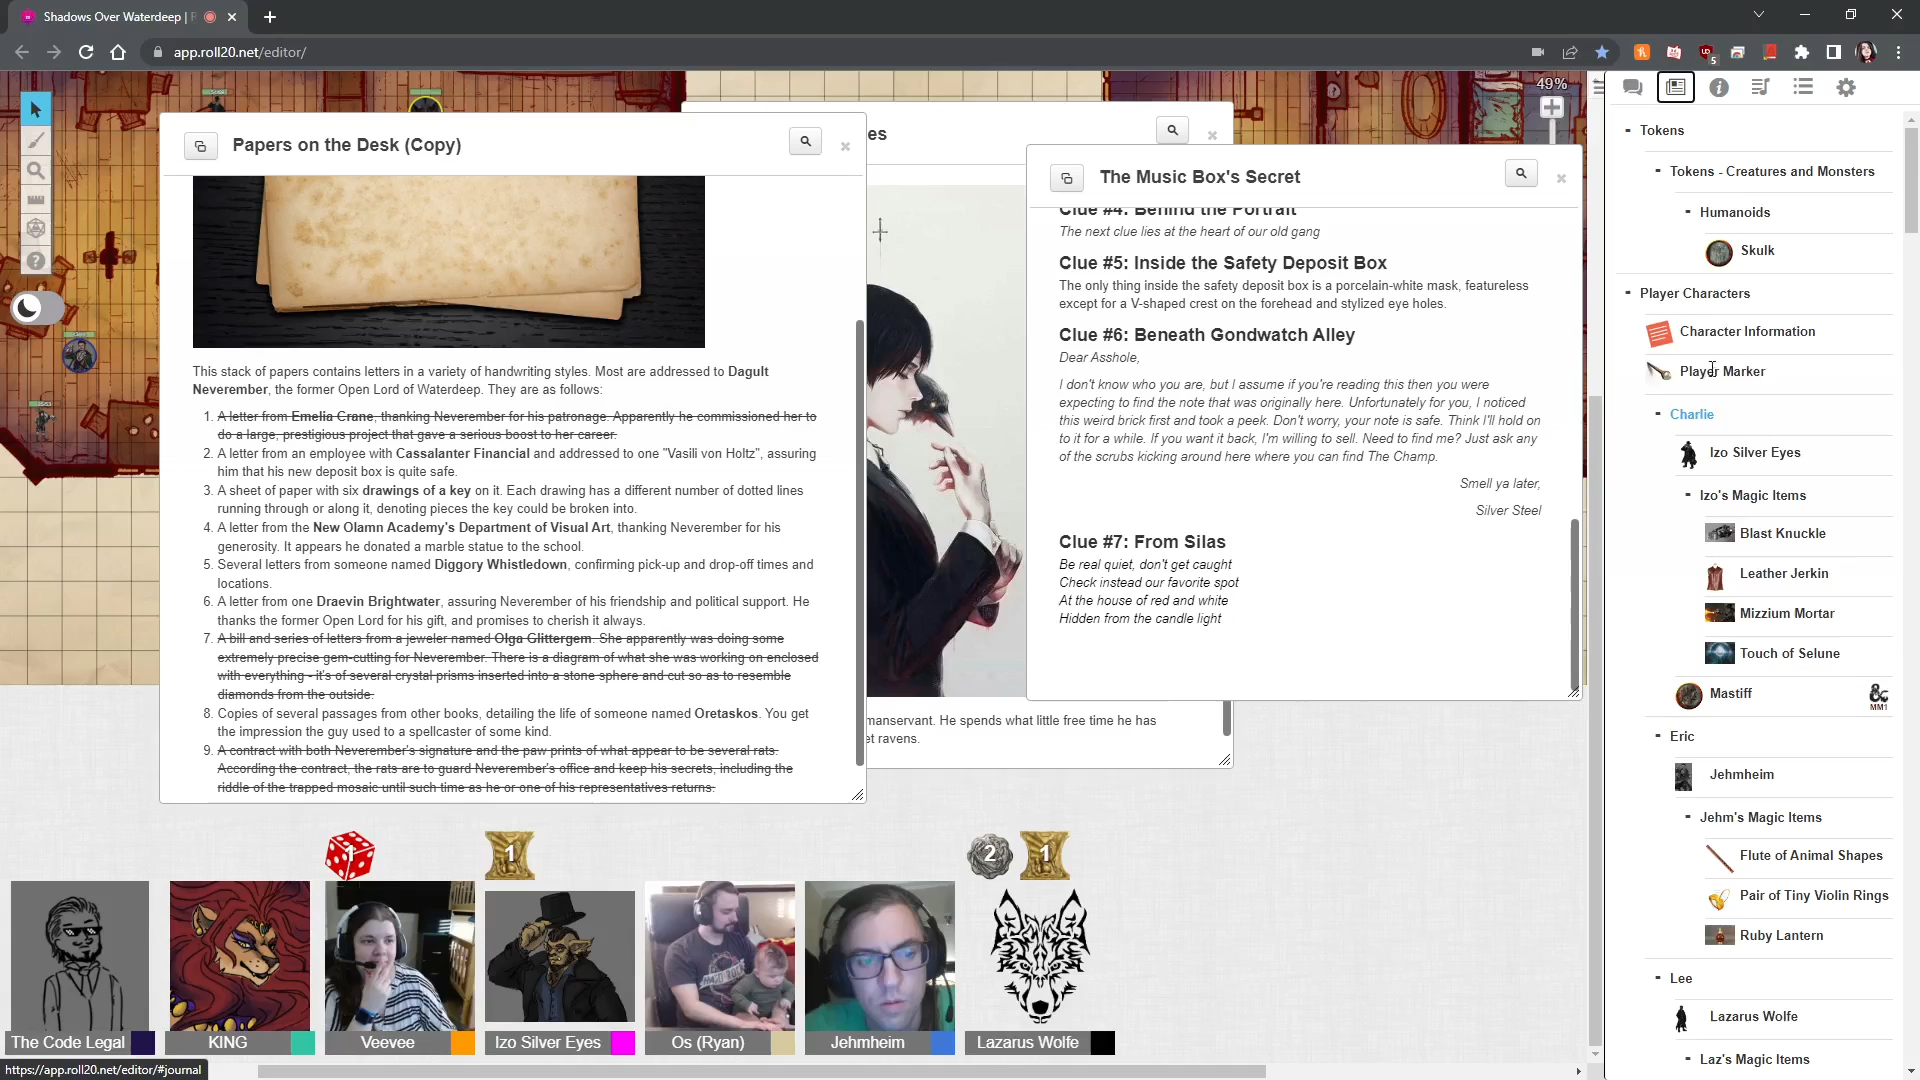 Shadows Over Waterdeep |
app.roll20.net/editor/
5
49%
Papers on the Desk (Copy)
This stack of papers contains letters in a variety of handwriting styles. Most are addressed to Dagult
Neverember, the former Open Lord of Waterdeep. They are as follows:
1. A letter from Emelia Crane, thanking Neverember for his patronage. Apparently he commissioned her to
do a large, prestigious project that gave a serious boost to her career.
2. A letter from an employee with Cassalanter Financial and addressed to one "Vasili von Holtz", assuring
him that his new deposit box is quite safe.
3. A sheet of paper with six drawings of a key on it. Each drawing has a different number of dotted lines
running through or along it, denoting pieces the key could be broken into.
4. A letter from the New Olamn Academy's Department of Visual Art, thanking Neverember for his
generosity. It appears he donated a marble statue to the school.
5. Several letters from someone named Diggory Whistledown, confirming pick-up and drop-off times and
locations.
6. A letter from one Draevin Brightwater, assuring Neverember of his friendship and political support. He
thanks the former Open Lord for his gift, and promises to cherish it always.
7. A bill and series of letters from a jeweler named Olga Glittergem. She apparently was doing some
extremely precise gem-cutting for Neverember. There is a diagram of what she was working on enclosed
with everything - it's of several crystal prisms inserted into a stone sphere and cut so as to resemble
diamonds from the outside.
8. Copies of several passages from other books, detailing the life of someone named Oretaskos. You get
the impression the guy used to a spellcaster of some kind.
9. A contract with both Neverember's signature and the paw prints of what appear to be several rats.
According the contract, the rats are to guard Neverember's office and keep his secrets, including the
riddle of the trapped mosaic until such time as he or one of his representatives returns.
es
manservant. He spends what little free time he has
et ravens.
The Music Box's Secret
Clue #4: Behind the Portrait
The next clue lies at the heart of our old gang
Clue #5: Inside the Safety Deposit Box
The only thing inside the safety deposit box is a porcelain-white mask, featureless
except for a V-shaped crest on the forehead and stylized eye holes.
Clue #6: Beneath Gondwatch Alley
Dear Asshole,
I don't know who you are, but I assume if you're reading this then you were
expecting to find the note that was originally here. Unfortunately for you, I noticed
this weird brick first and took a peek. Don't worry, your note is safe. Think I'll hold on
to it for a while. If you want it back, I'm willing to sell. Need to find me? Just ask any
of the scrubs kicking around here where you can find The Champ.
Smell ya later,
Silver Steel
Clue #7: From Silas
Be real quiet, don't get caught
Check instead our favorite spot
At the house of red and white
Hidden from the candle light
Tokens
Tokens - Creatures and Monsters
Humanoids
Skulk
Player Characters
Character Information
Player Marker
Charlie
Izo Silver Eyes
Izo's Magic Items
Blast Knuckle
Leather Jerkin
Mizzium Mortar
Touch of Selune
Mastiff
MM1
Eric
Jehmheim
Jehm's Magic Items
Flute of Animal Shapes
Pair of Tiny Violin Rings
Ruby Lantern
Lee
Lazarus Wolfe
Laz's Magic Items
1
1
2
1
The Code Legal
KING
Veevee
Izo Silver Eyes
Os (Ryan)
Jehmheim
Lazarus Wolfe
https://app.roll20.net/editor/#journal